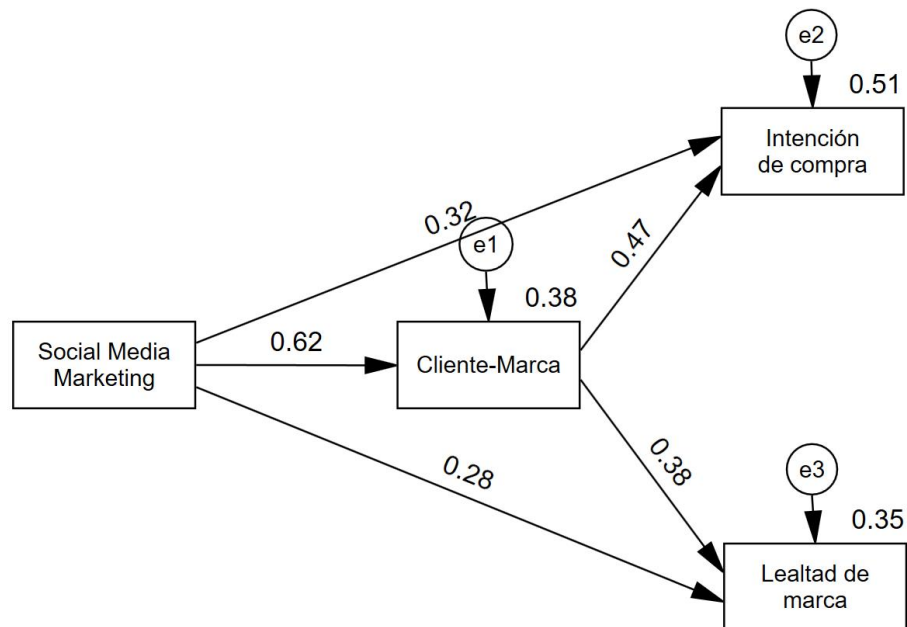 e2
0.51
Intención
de compra
0.32
e1
0.47
0.38
Social Media
Marketing
0.62
Cliente-Marca
0.28
0.38
e3
0.35
Lealtad de
marca